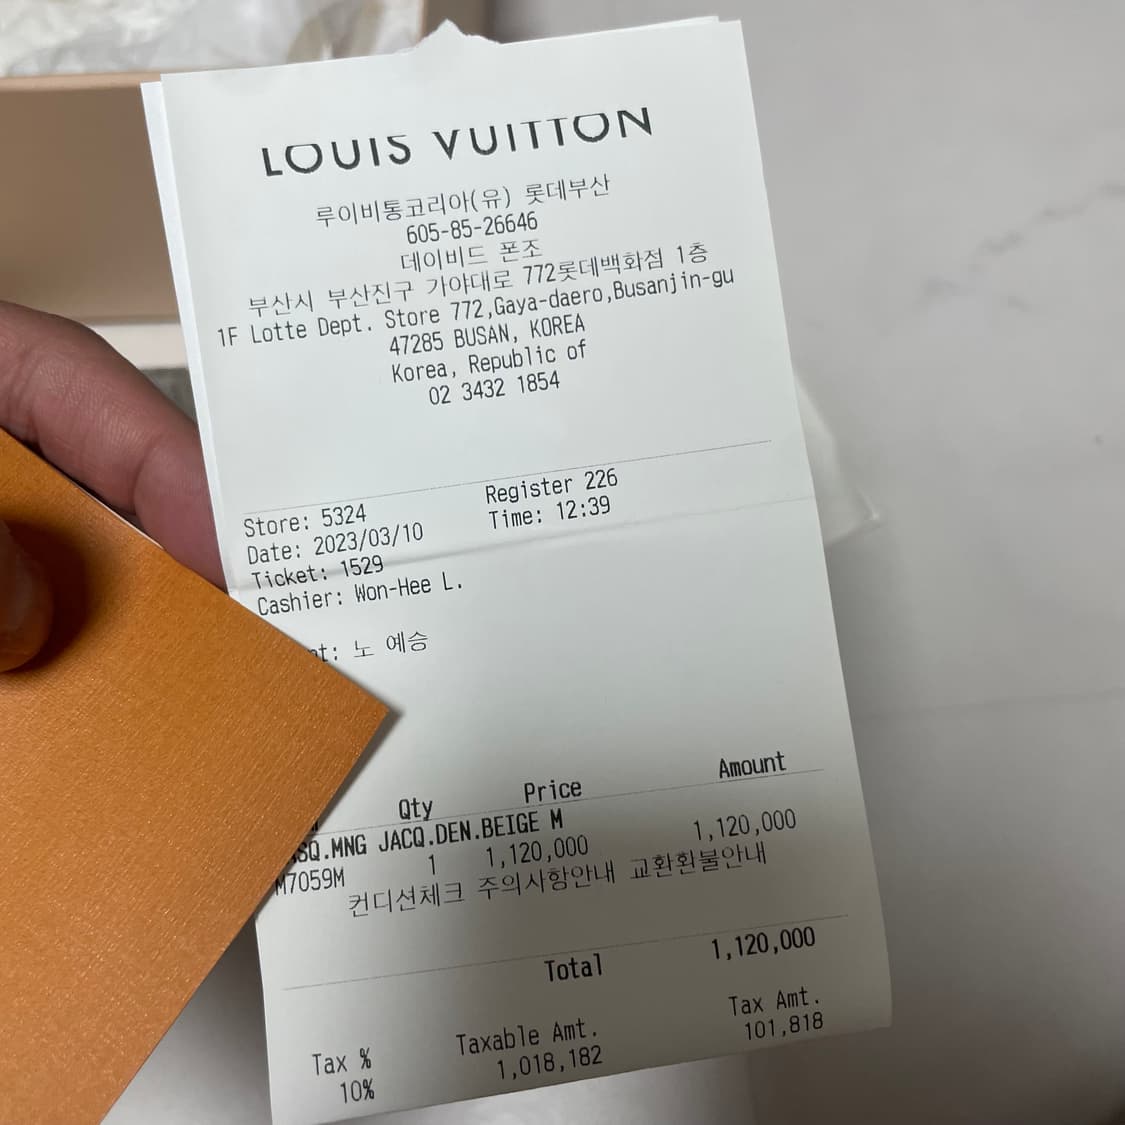 LOUIS VUITTON
루이비통코리아(유) 롯데부산
605-85-26646
데이비드 폰조
부산시 부산진구 가야대로 772롯데백화점 1층
1F Lotte Dept. Store 772,Gaya-daero,Busanjin-gu
47285 BUSAN, KOREA
Korea, Republic of
02 3432 1854
Store: 5324 Register 226
Date: 2023/03/10 Time: 12:39
Ticket: 1529
Cashier: Won-Hee L.
노 예승
Qty Price Amount
SQ.MNG JACQ.DEN.BEIGE M
M7059M 1 1,120,000 1,120,000
컨디션체크 주의사항안내 교환환불안내
Total 1,120,000
Tax % Taxable Amt. Tax Amt.
10% 1,018,182 101,818